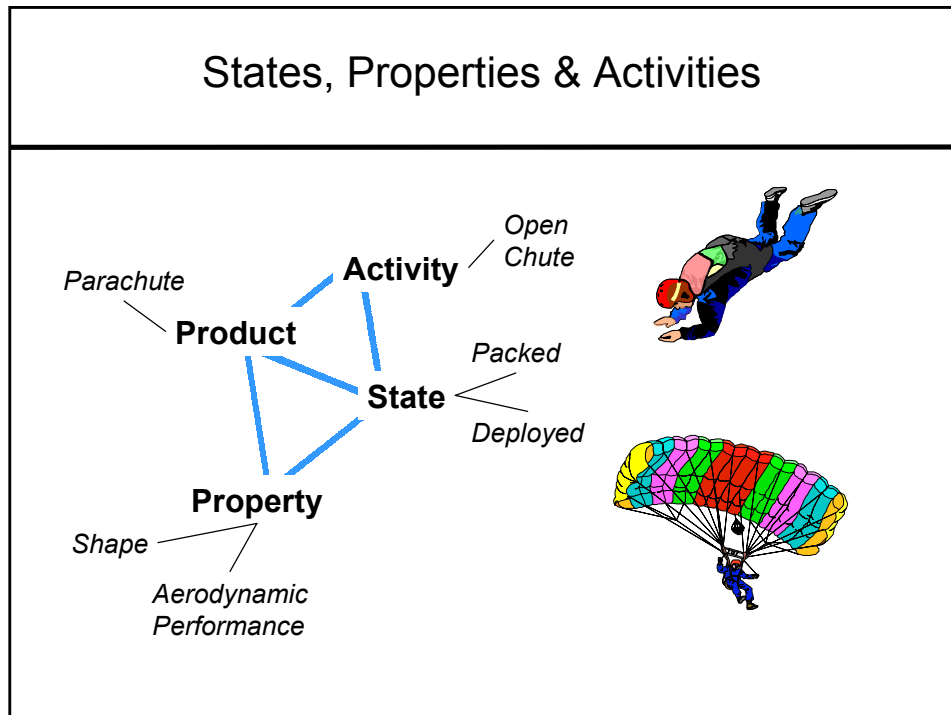 States, Properties & Activities
Open
Chute
Activity
Parachute
Product
Packed
State
Deployed
Property
Shape
Aerodynamic
Performance